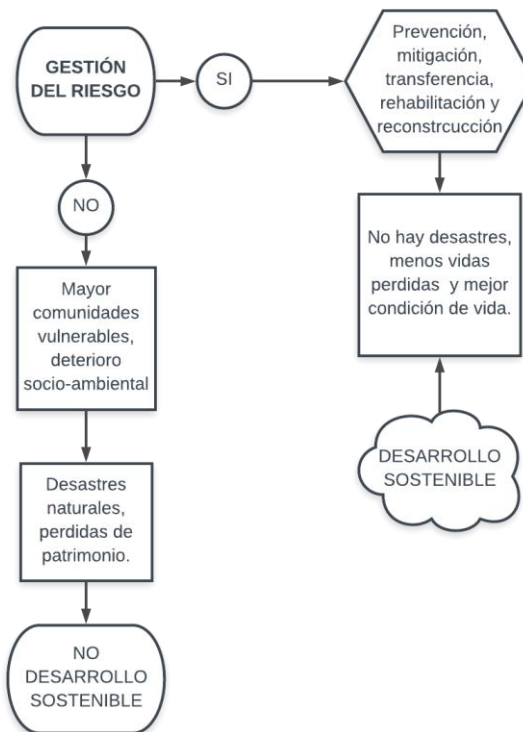 GESTIÓN
DEL RIESGO
SI
Prevención,
mitigación,
transferencia,
rehabilitación y
reconstrcucción
NO
Mayor
comunidades
vulnerables,
deterioro
socio-ambiental
No hay desastres,
menos vidas
perdidas y mejor
condición de vida.
Desastres
naturales,
perdidas de
patrimonio.
DESARROLLO
SOSTENIBLE
NO
DESARROLLO
SOSTENIBLE